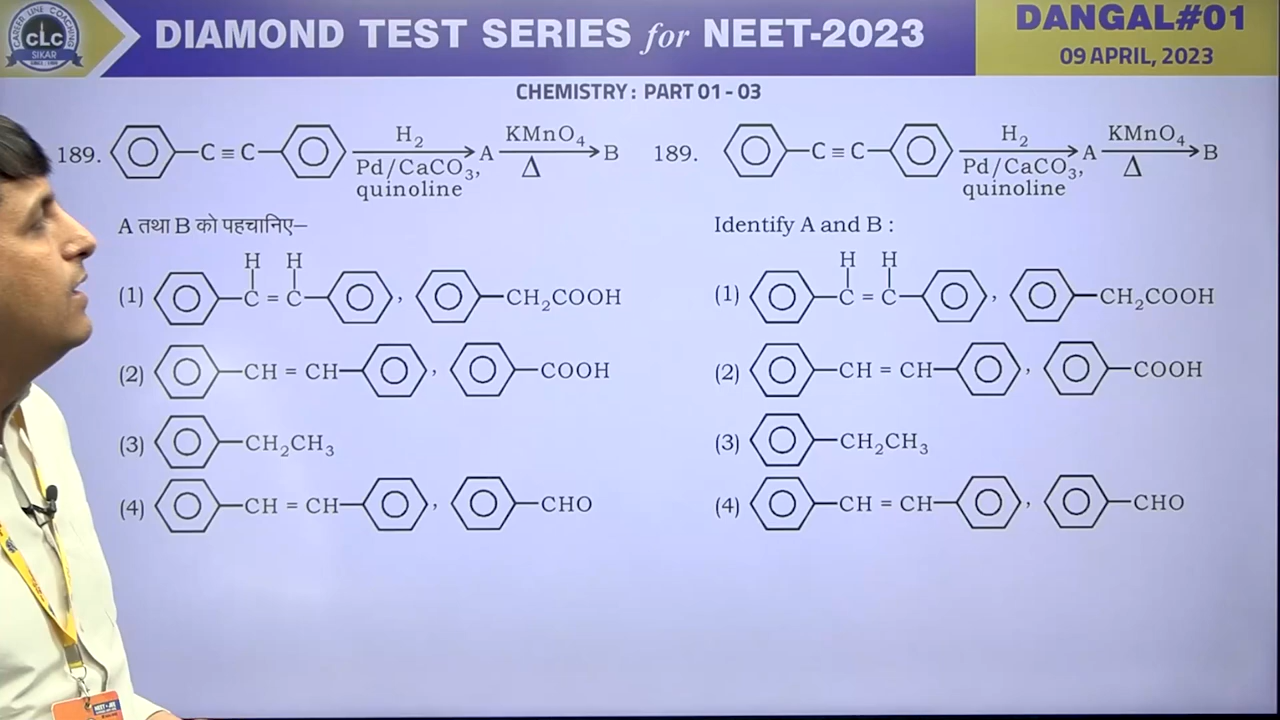 CAREER LINE COACHING
CLC
SIKAR
DIAMOND TEST SERIES for NEET-2023
DANGAL#01
09 APRIL, 2023
CHEMISTRY : PART 01 - 03
189. C ≡ C H₂ Pd/CaCO₃, quinoline A KMnO₄ Δ B
A तथा B को पहचानिए–
(1) H H C = C , CH₂COOH
(2) CH = CH , COOH
(3) CH₂CH₃
(4) CH = CH , CHO
189. C ≡ C H₂ Pd/CaCO₃, quinoline A KMnO₄ Δ B
Identify A and B :
(1) H H C = C , CH₂COOH
(2) CH = CH , COOH
(3) CH₂CH₃
(4) CH = CH , CHO